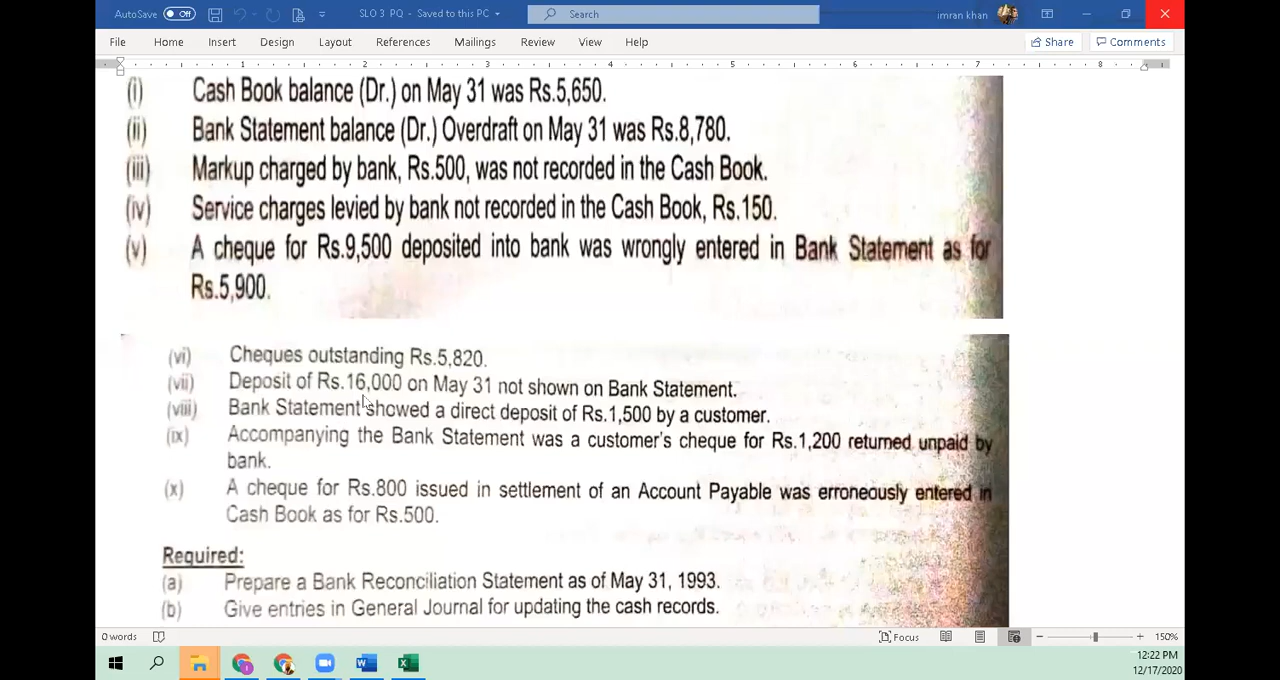 AutoSave Off SLO 3 PQ - Saved to this PC Search imran khan
File Home Insert Design Layout References Mailings Review View Help Share Comments
1 2 3 4 5 6 7 8
(i) Cash Book balance (Dr.) on May 31 was Rs.5,650.
(ii) Bank Statement balance (Dr.) Overdraft on May 31 was Rs.8,780.
(iii) Markup charged by bank, Rs.500, was not recorded in the Cash Book.
(iv) Service charges levied by bank not recorded in the Cash Book, Rs.150.
(v) A cheque for Rs.9,500 deposited into bank was wrongly entered in Bank Statement as for
Rs.5,900.
(vi) Cheques outstanding Rs.5,820.
(vii) Deposit of Rs.16,000 on May 31 not shown on Bank Statement.
(viii) Bank Statement showed a direct deposit of Rs.1,500 by a customer.
(ix) Accompanying the Bank Statement was a customer's cheque for Rs.1,200 returned unpaid by
bank.
(x) A cheque for Rs.800 issued in settlement of an Account Payable was erroneously entered in
Cash Book as for Rs.500.
Required:
(a) Prepare a Bank Reconciliation Statement as of May 31, 1993.
(b) Give entries in General Journal for updating the cash records.
0 words Focus 150%
12:22 PM
12/17/2020